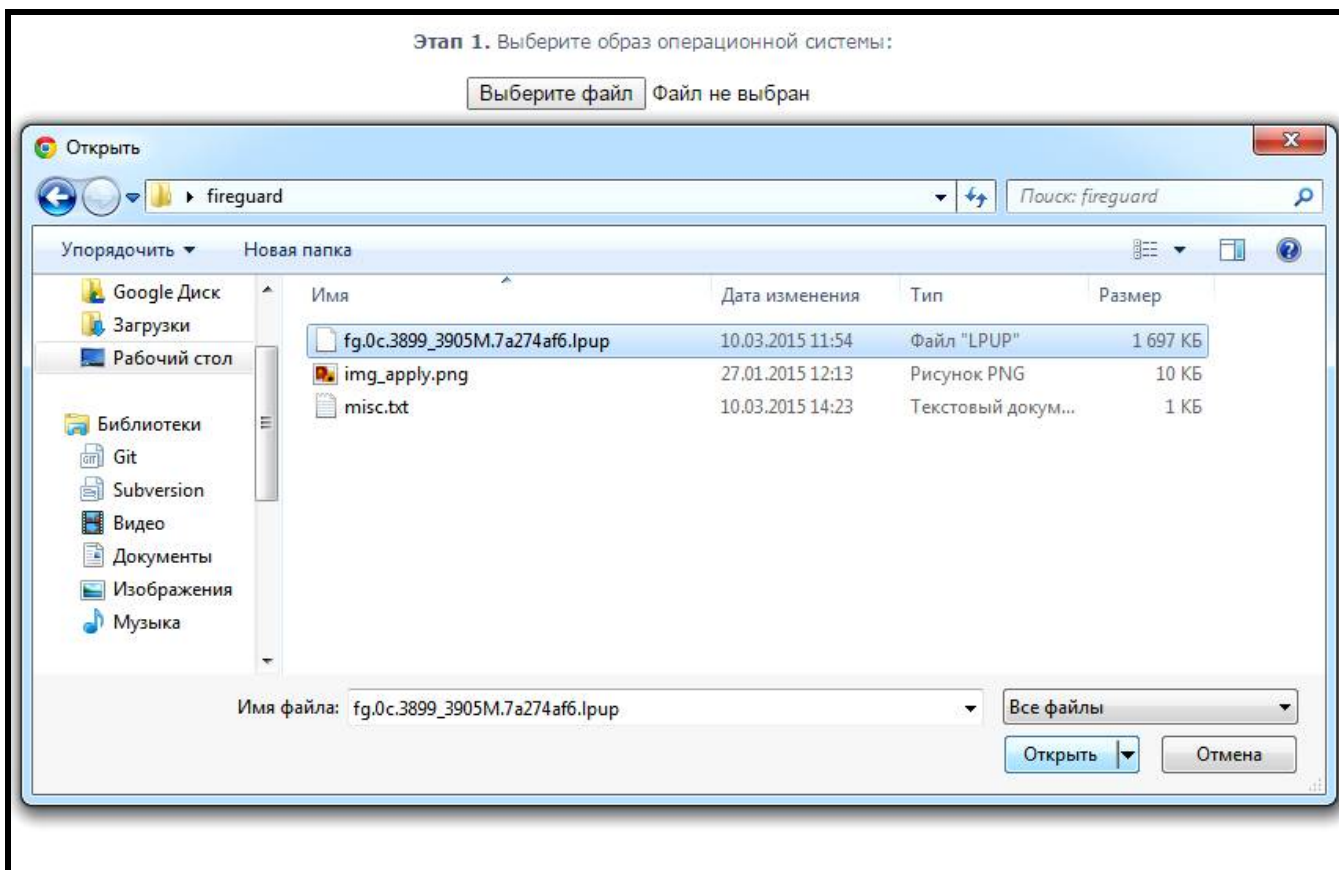 Этап 1. Выберите образ операционной системы:
Выберите файл Файл не выбран
Открыть
fireguard Поиск: fireguard
Упорядочить Новая папка
Google Диск Имя Дата изменения Тип Размер
Загрузки
fg.0c.3899_3905M.7a274af6.lpup 10.03.2015 11:54 Файл "LPUP" 1 697 КБ
Рабочий стол
img_apply.png 27.01.2015 12:13 Рисунок PNG 10 КБ
misc.txt 10.03.2015 14:23 Текстовый докум... 1 КБ
Библиотеки
Git
Subversion
Видео
Документы
Изображения
Музыка
Имя файла: fg.0c.3899_3905M.7a274af6.lpup Все файлы
Открыть Отмена